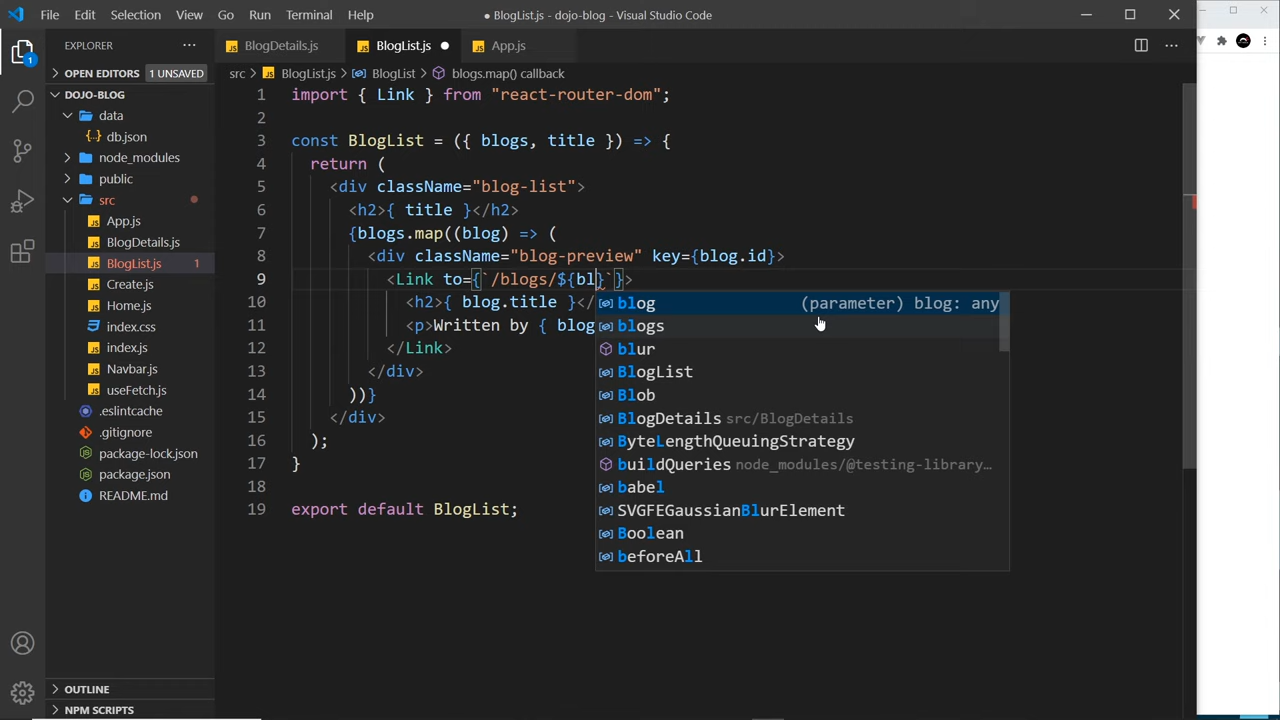 File Edit Selection View Go Run Terminal Help ● BlogList.js - dojo-blog - Visual Studio Code
EXPLORER ··· BlogDetails.js BlogList.js ● App.js
OPEN EDITORS 1 UNSAVED
src > BlogList.js > BlogList > blogs.map() callback
DOJO-BLOG
data
db.json
node_modules
public
src
App.js
BlogDetails.js
BlogList.js 1
Create.js
Home.js
index.css
index.js
Navbar.js
useFetch.js
.eslintcache
.gitignore
package-lock.json
package.json
README.md
OUTLINE
NPM SCRIPTS
1
1 import { Link } from "react-router-dom";
2
3 const BlogList = ({ blogs, title }) => {
4 return (
5 <div className="blog-list">
6 <h2>{ title }</h2>
7 {blogs.map((blog) => (
8 <div className="blog-preview" key={blog.id}>
9 <Link to={`/blogs/${bl}`}>
10 <h2>{ blog.title }</
11 <p>Written by { blog
12 </Link>
13 </div>
14 ))}
15 </div>
16 );
17 }
18
19 export default BlogList;
blog (parameter) blog: any
blogs
blur
BlogList
Blob
BlogDetails src/BlogDetails
ByteLengthQueuingStrategy
buildQueries node_modules/@testing-library…
babel
SVGFEGaussianBlurElement
Boolean
beforeAll